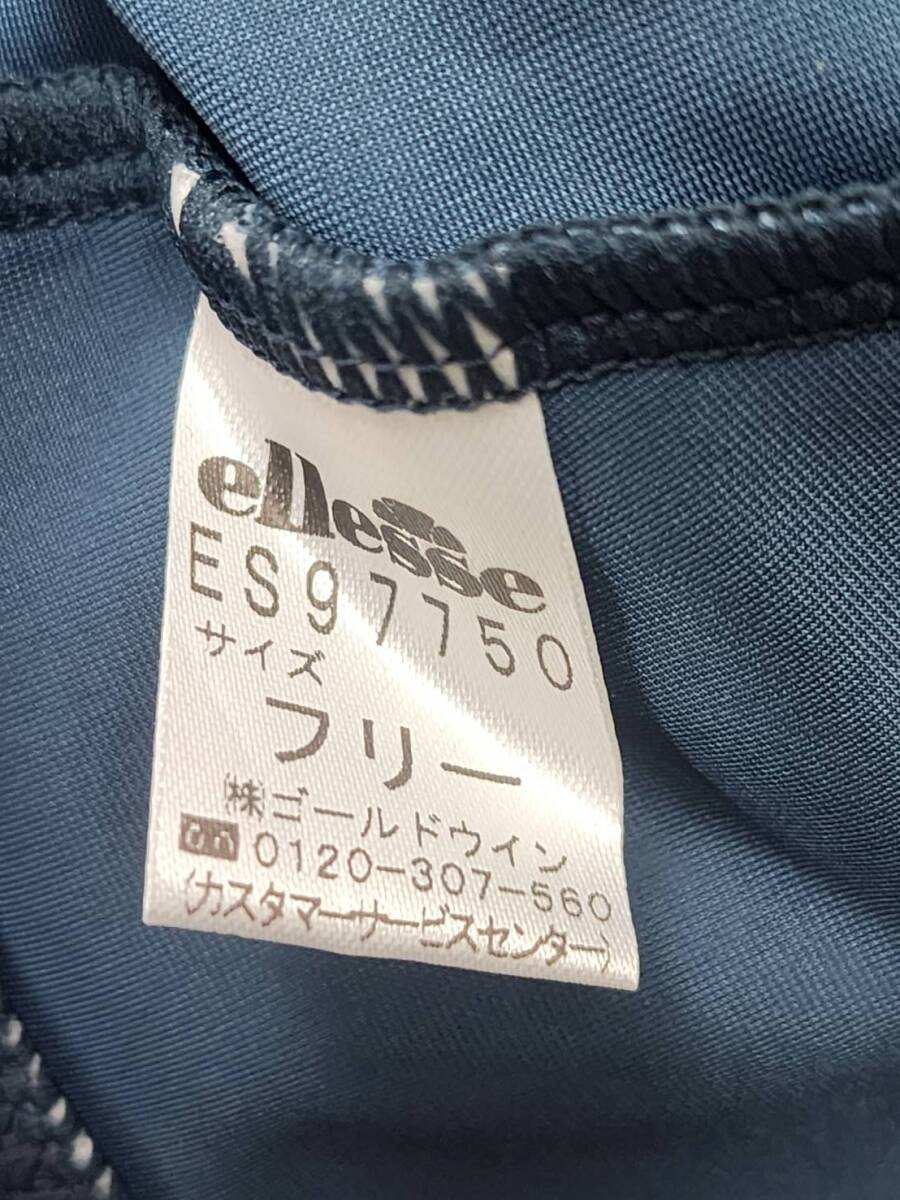 ellesse
ES97750
サイズ
フリー
㈱ゴールドウイン
0120-307-560
(カスタマーサービスセンター)